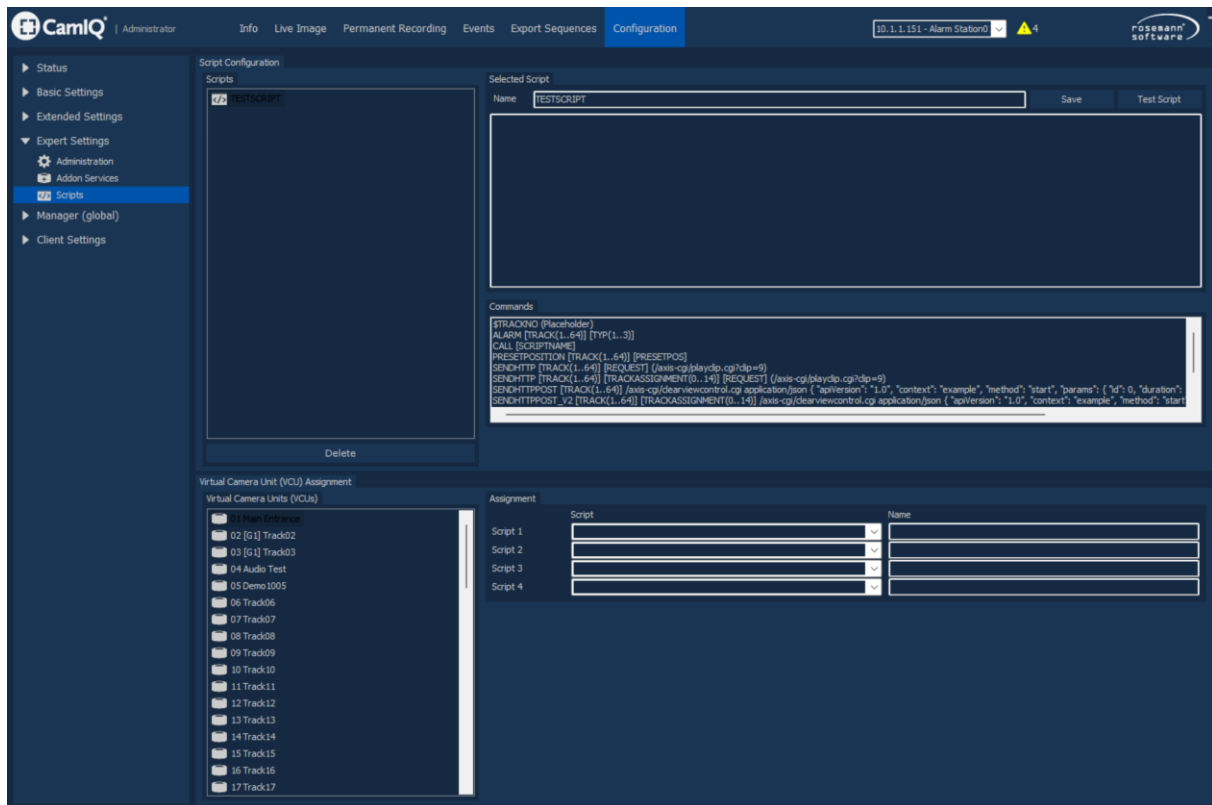 CamIQ | Administrator
Info Live Image Permanent Recording Events Export Sequences Configuration
10.1.1.151 - Alarm Station0
4
rosemann
software
Status
Basic Settings
Extended Settings
Expert Settings
Administration
Addon Services
Scripts
Manager (global)
Client Settings
Script Configuration
Scripts
TESTSCRIPT
Delete
Selected Script
Name TESTSCRIPT Save Test Script
Commands
$TRACKNO (Placeholder)
ALARM [TRACK(1..64)] [TYP(1..3)]
CALL [SCRIPTNAME]
PRESETPOSITION [TRACK(1..64)] [PRESETPOS]
SENDHTTP [TRACK(1..64)] [REQUEST] (/axis-cgi/playclip.cgi?clip=9)
SENDHTTP [TRACK(1..64)] [TRACKASSIGNMENT(0..14)] [REQUEST] (/axis-cgi/playclip.cgi?clip=9)
SENDHTTPPOST [TRACK(1..64)] /axis-cgi/clearviewcontrol.cgi application/json { "apiVersion": "1.0", "context": "example", "method": "start", "params": { "id": 0, "duration":
SENDHTTPPOST_V2 [TRACK(1..64)] [TRACKASSIGNMENT(0..14)] /axis-cgi/clearviewcontrol.cgi application/json { "apiVersion": "1.0", "context": "example", "method": "start
Virtual Camera Unit (VCU) Assignment
Virtual Camera Units (VCUs)
01 Main Entrance
02 [G1] Track02
03 [G1] Track03
04 Audio Test
05 Demo1005
06 Track06
07 Track07
08 Track08
09 Track09
10 Track10
11 Track11
12 Track12
13 Track13
14 Track14
15 Track15
16 Track16
17 Track17
Assignment
Script Name
Script 1
Script 2
Script 3
Script 4